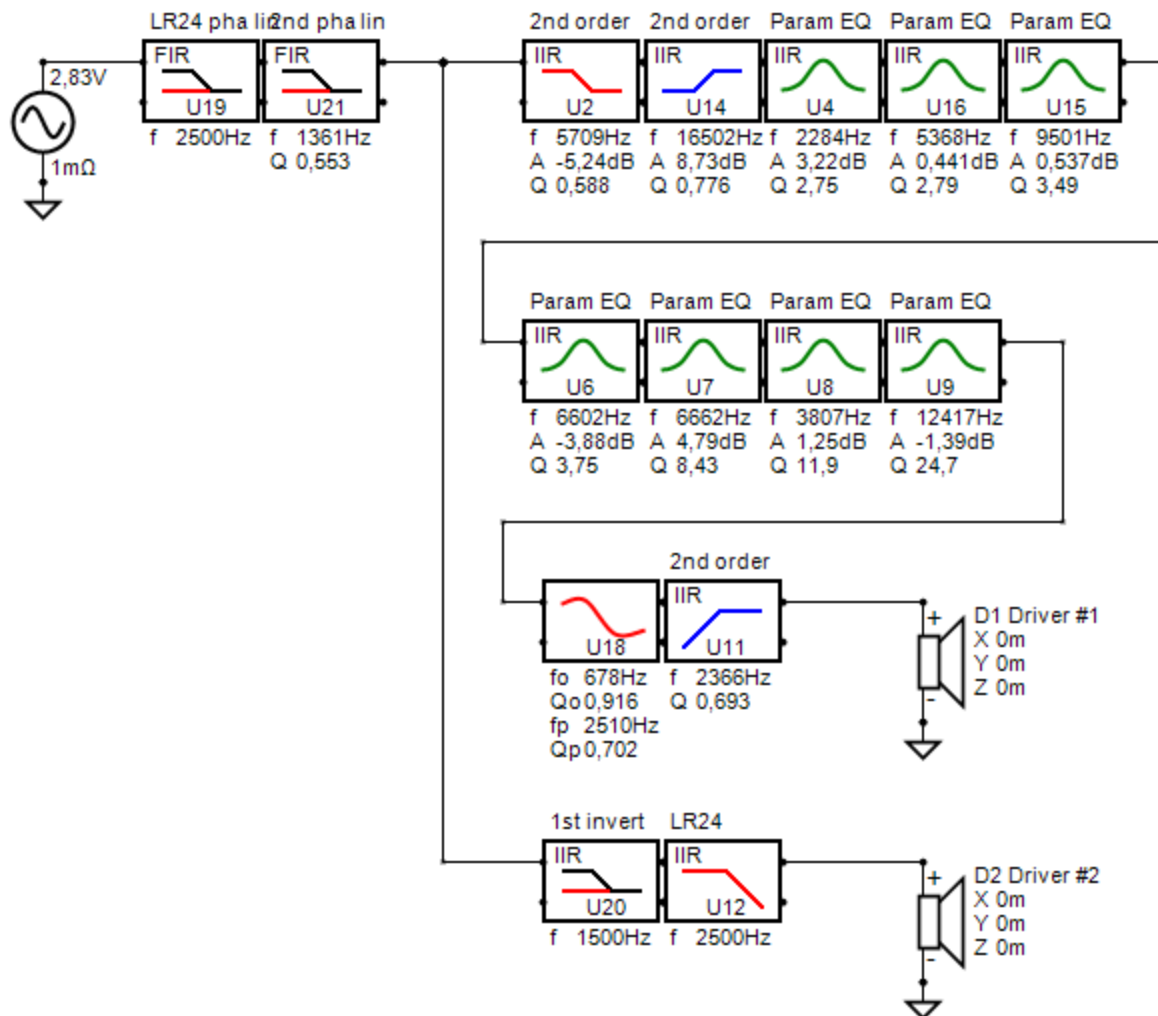 LR24 pha lin 2nd pha lin 2nd order 2nd order Param EQ Param EQ Param EQ
FIR FIR IIR IIR IIR IIR IIR
2,83V
U19 U21 U2 U14 U4 U16 U15
f 2500Hz f 1361Hz f 5709Hz f 16502Hz f 2284Hz f 5368Hz f 9501Hz
1mΩ Q 0,553 A -5,24dB A 8,73dB A 3,22dB A 0,441dB A 0,537dB
Q 0,588 Q 0,776 Q 2,75 Q 2,79 Q 3,49
Param EQ Param EQ Param EQ Param EQ
IIR IIR IIR IIR
U6 U7 U8 U9
f 6602Hz f 6662Hz f 3807Hz f 12417Hz
A -3,88dB A 4,79dB A 1,25dB A -1,39dB
Q 3,75 Q 8,43 Q 11,9 Q 24,7
2nd order
IIR
+ D1 Driver #1
X 0m
U18 U11 Y 0m
fo 678Hz f 2366Hz - Z 0m
Qo 0,916 Q 0,693
fp 2510Hz
Qp 0,702
1st invert LR24
IIR IIR
+ D2 Driver #2
X 0m
U20 U12 Y 0m
f 1500Hz f 2500Hz - Z 0m